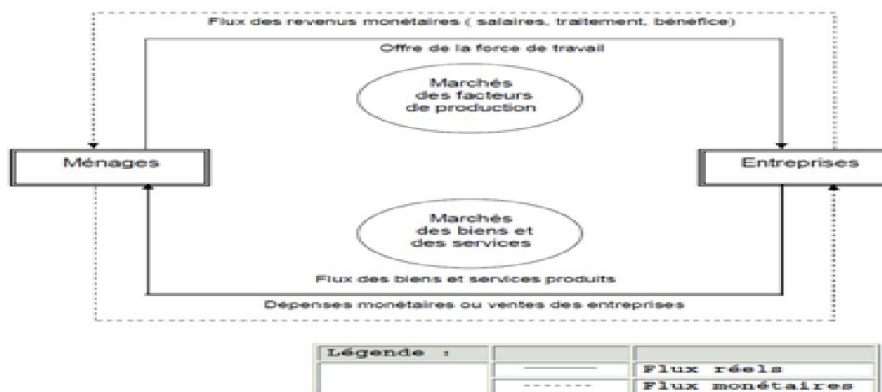 Flux des revenus monétaires ( salaires, traitement, bénéfice)
Offre de la force de travail
Marchés
des facteurs
de production
Ménages
Entreprises
Marchés
des biens et
des services
Flux des biens et services produits
Dépenses monétaires ou ventes des entreprises
Légende :
Flux réels
Flux monétaires